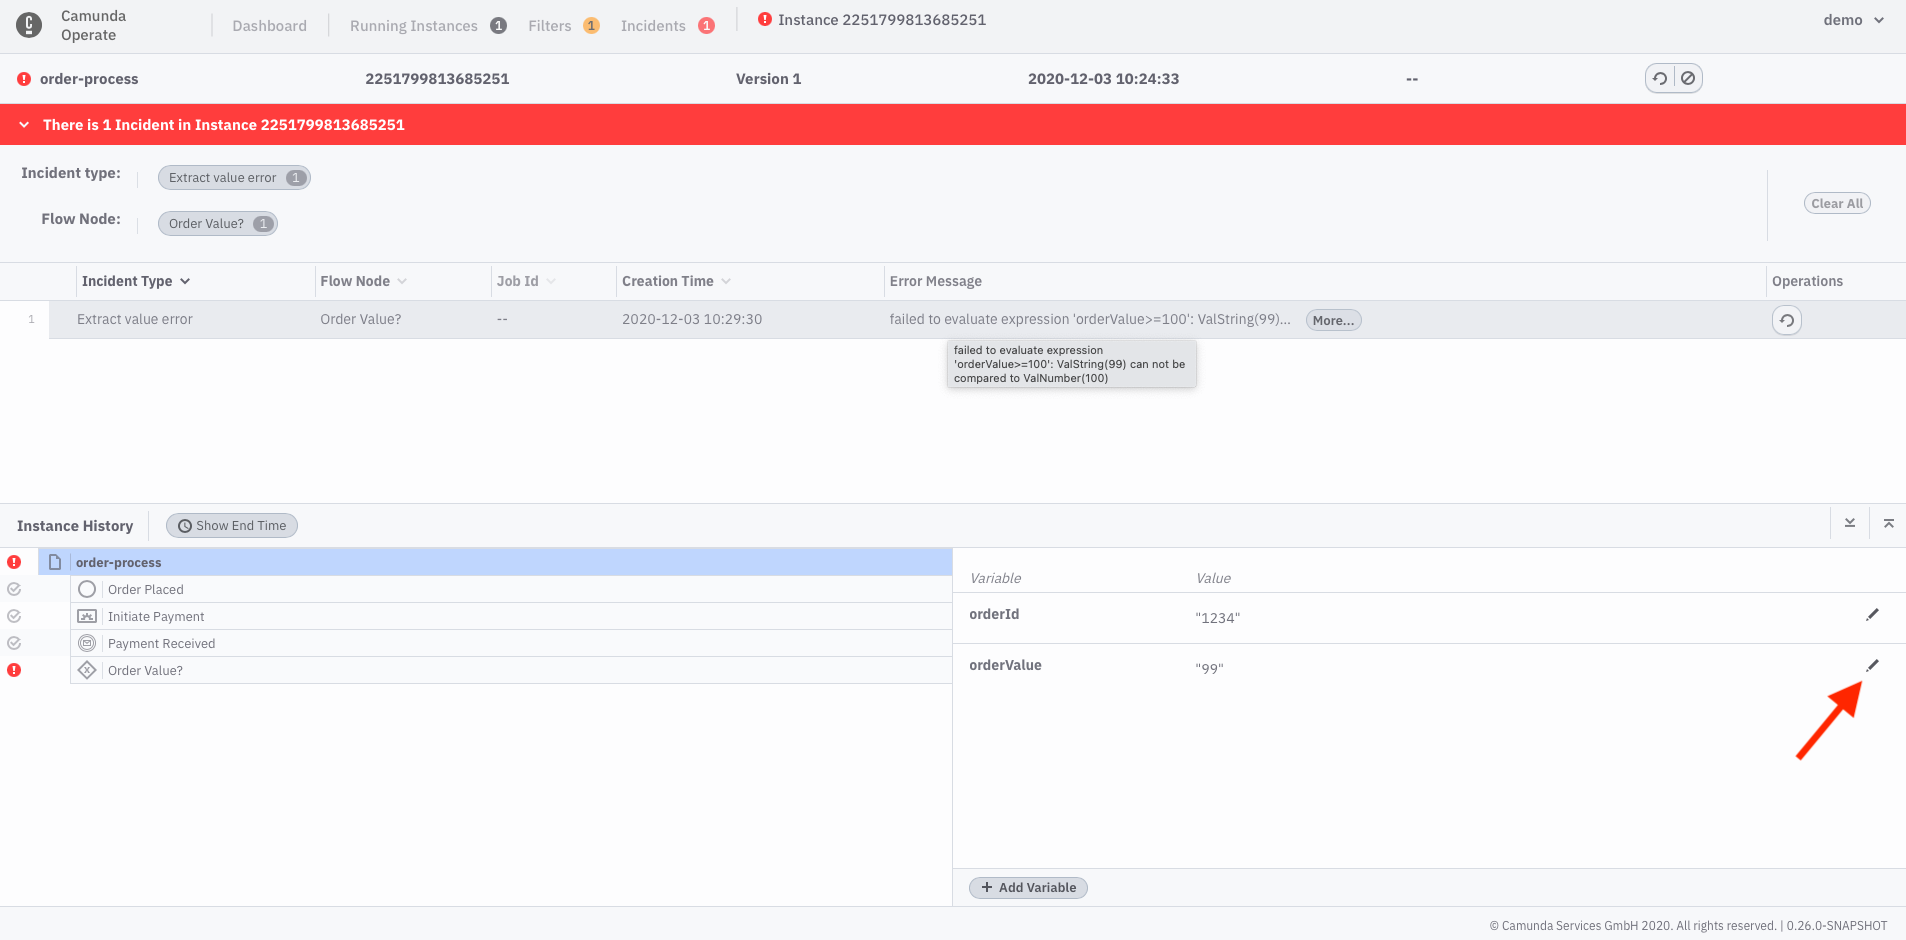 Camunda
Operate
Dashboard
Running Instances 1
Filters 1
Incidents 1
Instance 2251799813685251
demo
order-process 2251799813685251 Version 1 2020-12-03 10:24:33 --
There is 1 Incident in Instance 2251799813685251
Incident type: Extract value error 1
Flow Node: Order Value? 1
Clear All
Incident Type Flow Node Job Id Creation Time Error Message Operations
1 Extract value error Order Value? -- 2020-12-03 10:29:30 failed to evaluate expression 'orderValue>=100': ValString(99)... More...
failed to evaluate expression
'orderValue>=100': ValString(99) can not be
compared to ValNumber(100)
Instance History Show End Time
order-process
Order Placed
Initiate Payment
Payment Received
Order Value?
Variable Value
orderId "1234"
orderValue "99"
+ Add Variable
© Camunda Services GmbH 2020. All rights reserved. | 0.26.0-SNAPSHOT